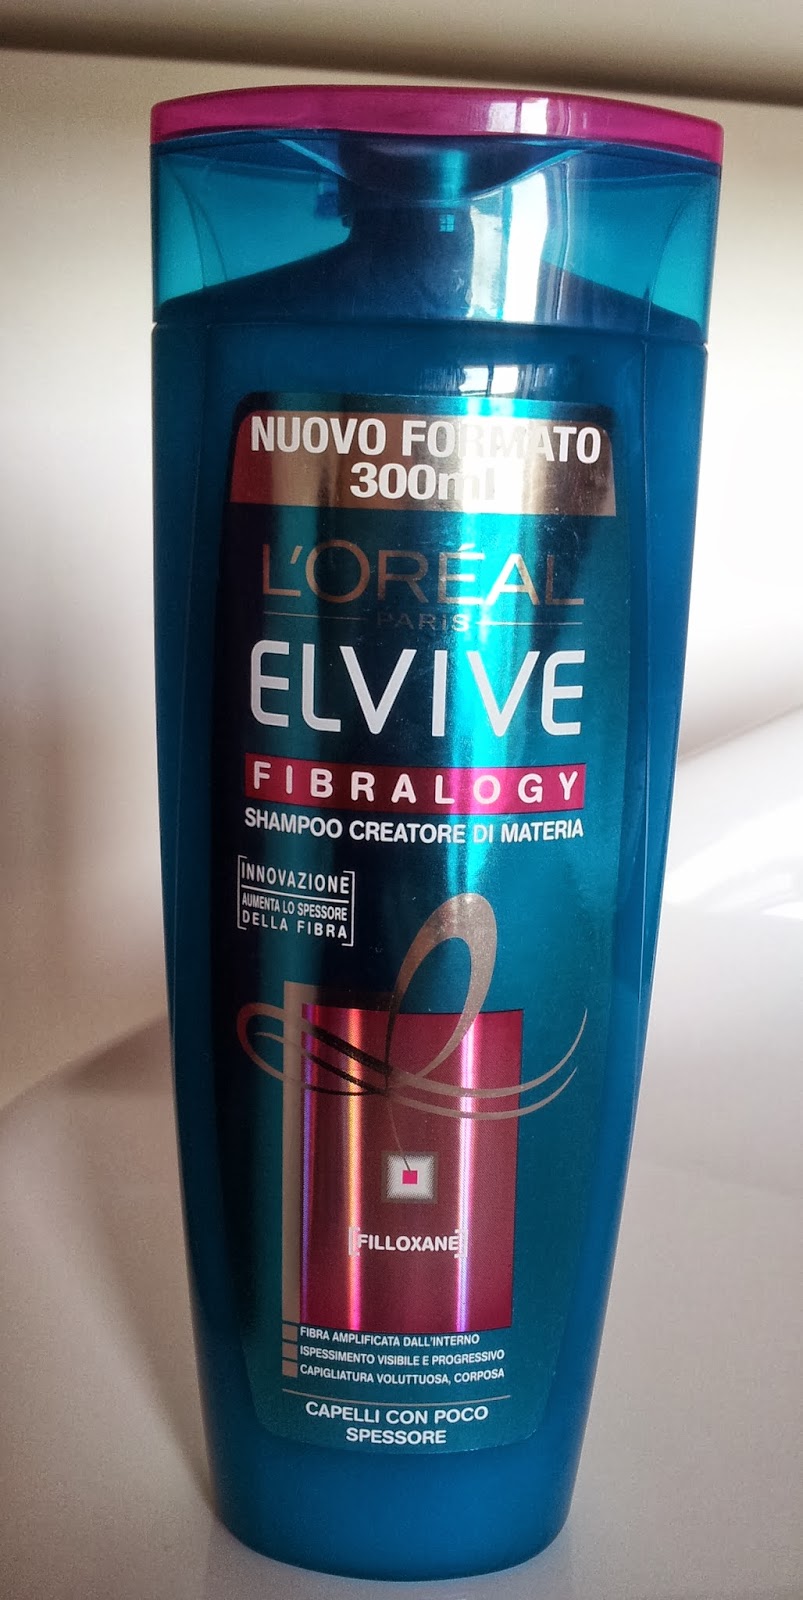 NUOVO FORMATO
300ml
L'ORÉAL
PARIS
ELVIVE
FIBRALOGY
SHAMPOO CREATORE DI MATERIA
INNOVAZIONE
AUMENTA LO SPESSORE
DELLA FIBRA
[FILLOXANE]
FIBRA AMPLIFICATA DALL'INTERNO
ISPESSIMENTO VISIBILE E PROGRESSIVO
CAPIGLIATURA VOLUTTUOSA, CORPOSA
CAPELLI CON POCO
SPESSORE